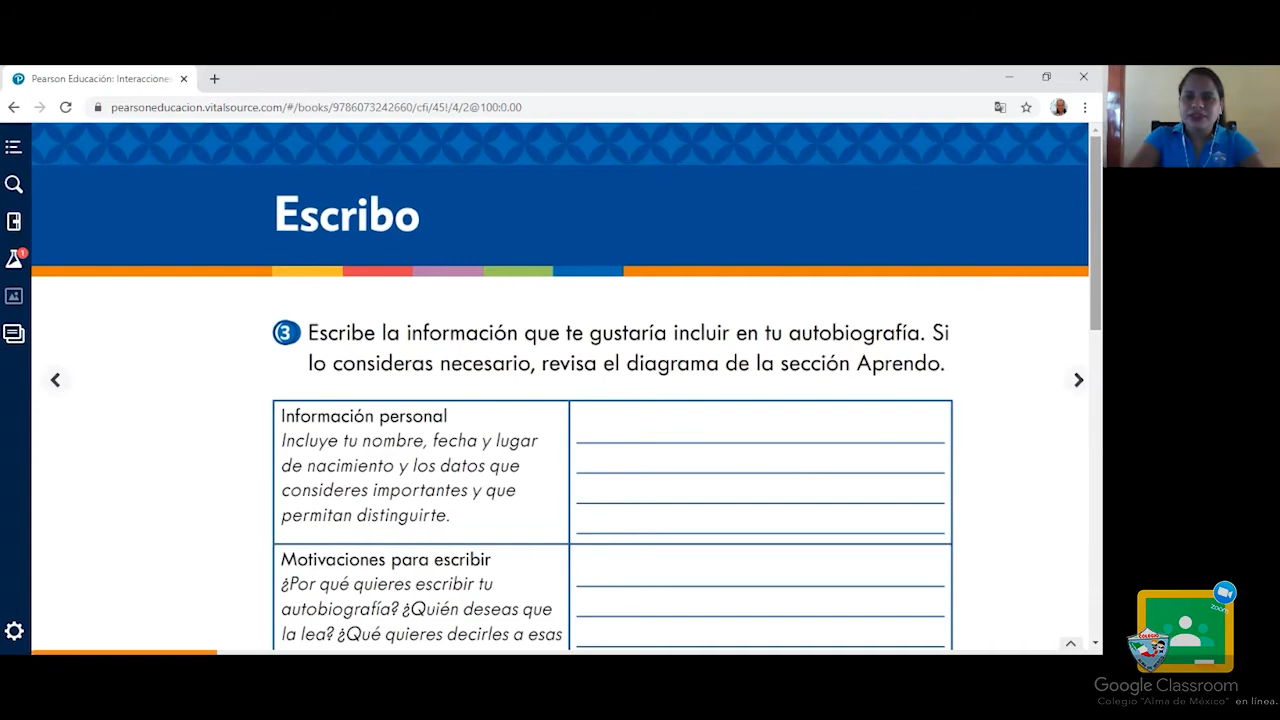 Pearson Educación: Interacciones
pearsoneducacion.vitalsource.com/#/books/9786073242660/cfi/45!/4/2@100:0.00
1
Escribo
3 Escribe la información que te gustaría incluir en tu autobiografía. Si
lo consideras necesario, revisa el diagrama de la sección Aprendo.
Información personal
Incluye tu nombre, fecha y lugar
de nacimiento y los datos que
consideres importantes y que
permitan distinguirte.
Motivaciones para escribir
¿Por qué quieres escribir tu
autobiografía? ¿Quién deseas que
la lea? ¿Qué quieres decirles a esas
zoom
COLEGIO
Google Classroom
Colegio "Alma de México" en línea.